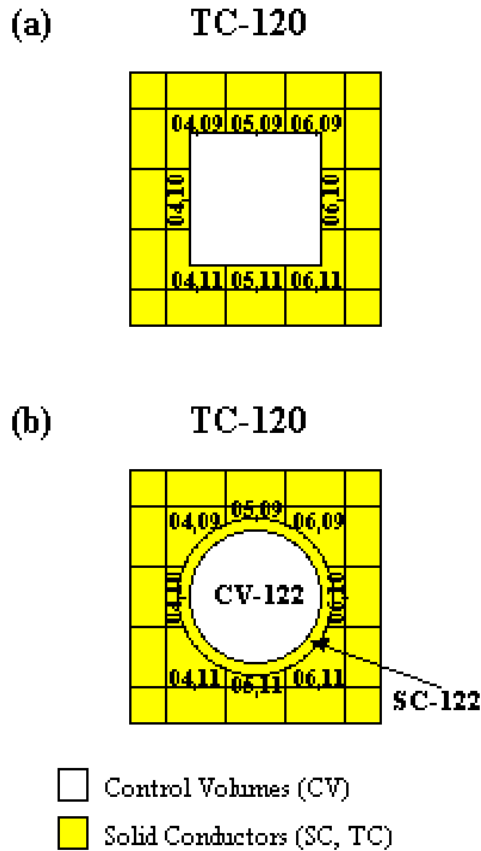 (a) TC-120
04,09 05,09 06,09
04,10 06,10
04,11 05,11 06,11
(b) TC-120
04,09 05,09 06,09
04,10 CV-122 06,10
04,11 05,11 06,11
SC-122
Control Volumes (CV)
Solid Conductors (SC, TC)